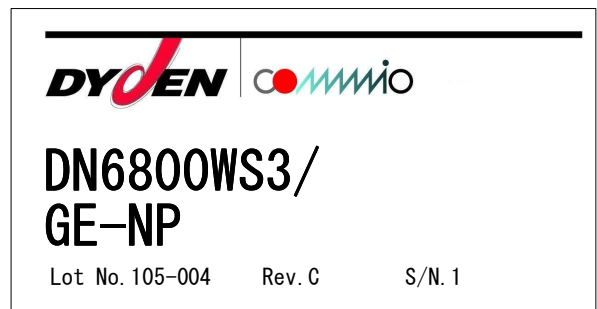 DYDEN commio
DN6800WS3/
GE-NP
Lot No.105-004 Rev.C S/N.1